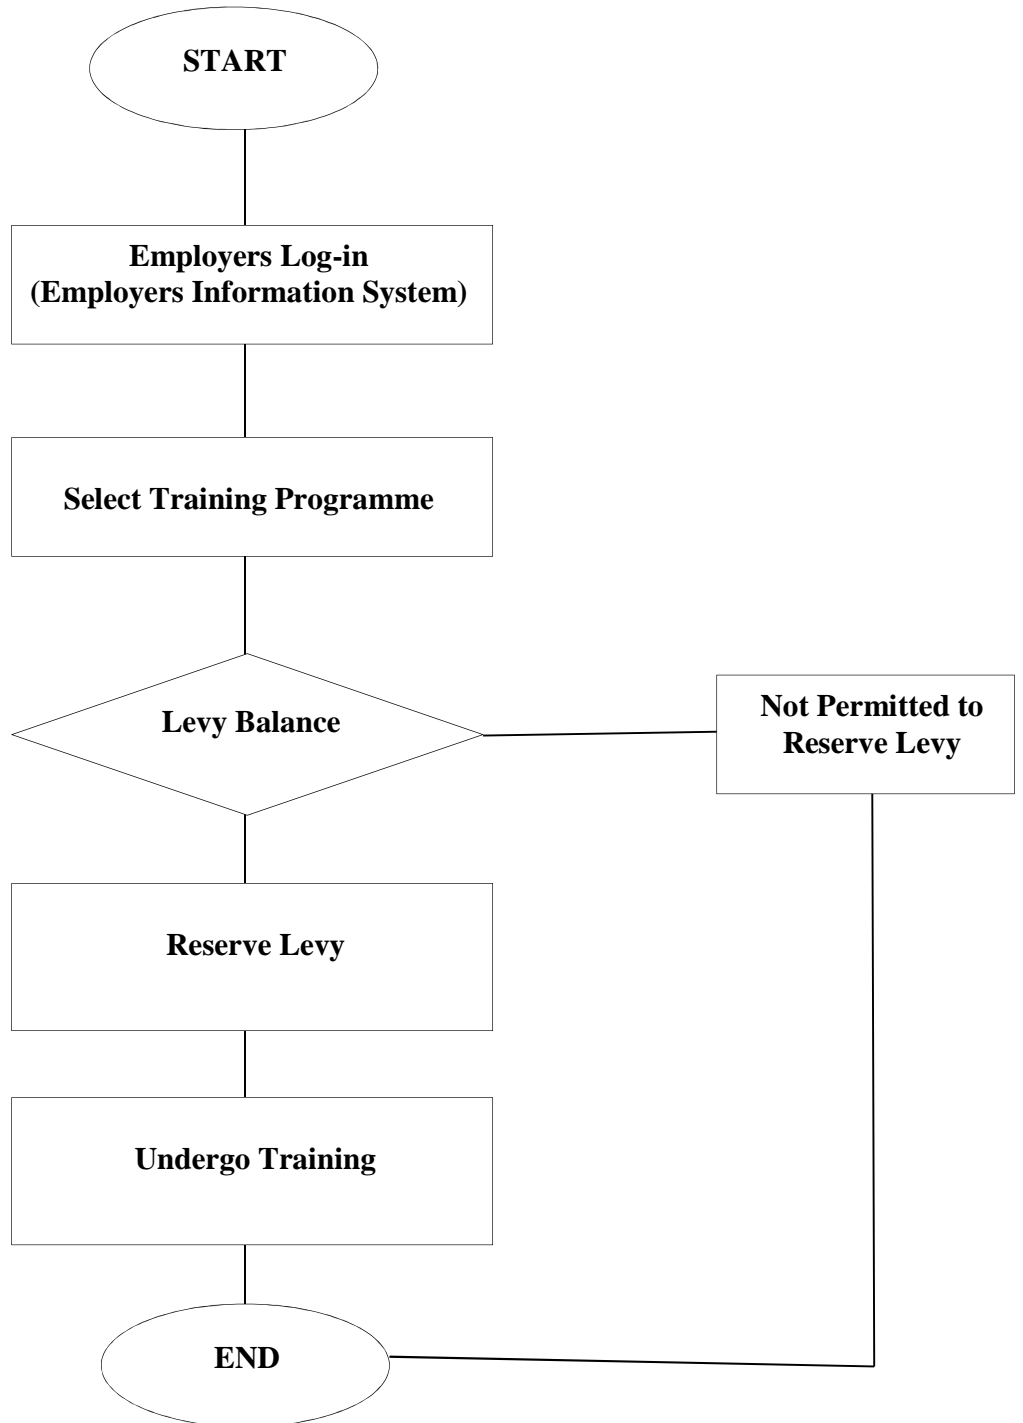 START
Employers Log-in
(Employers Information System)
Select Training Programme
Levy Balance
Not Permitted to
Reserve Levy
Reserve Levy
Undergo Training
END